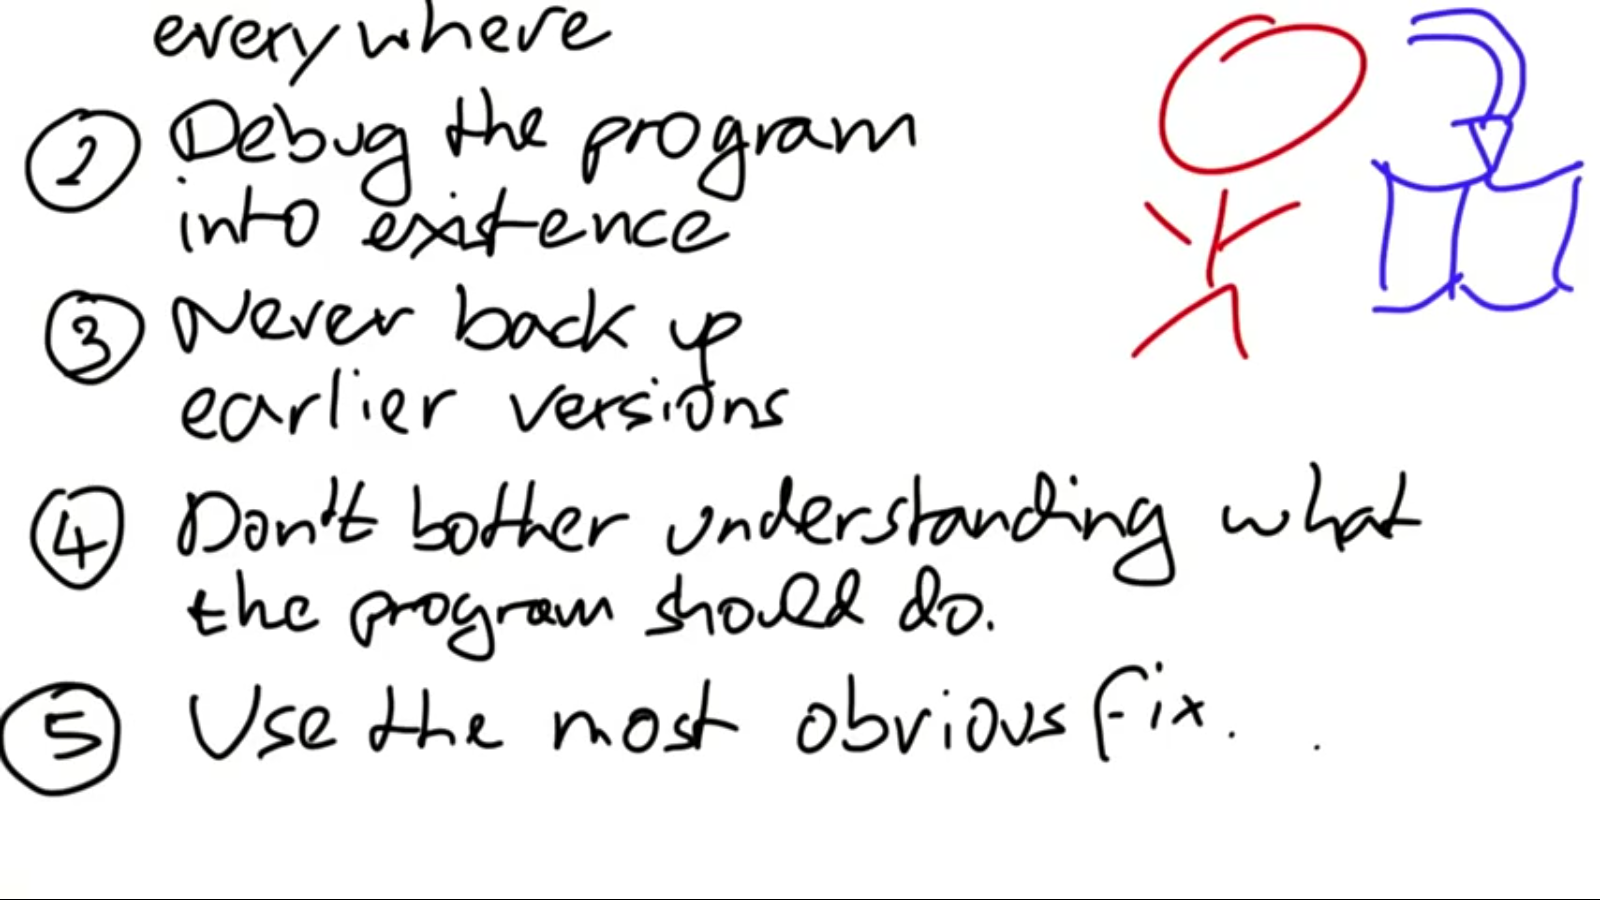 everywhere
2 Debug the program
into existence
3 Never back up
earlier versions
4 Don't bother understanding what
the program should do.
5 Use the most obvious fix.